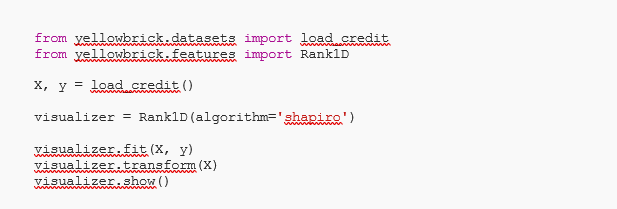 from yellowbrick.datasets import load_credit
from yellowbrick.features import Rank1D
X, y = load_credit()
visualizer = Rank1D(algorithm='shapiro')
visualizer.fit(X, y)
visualizer.transform(X)
visualizer.show()